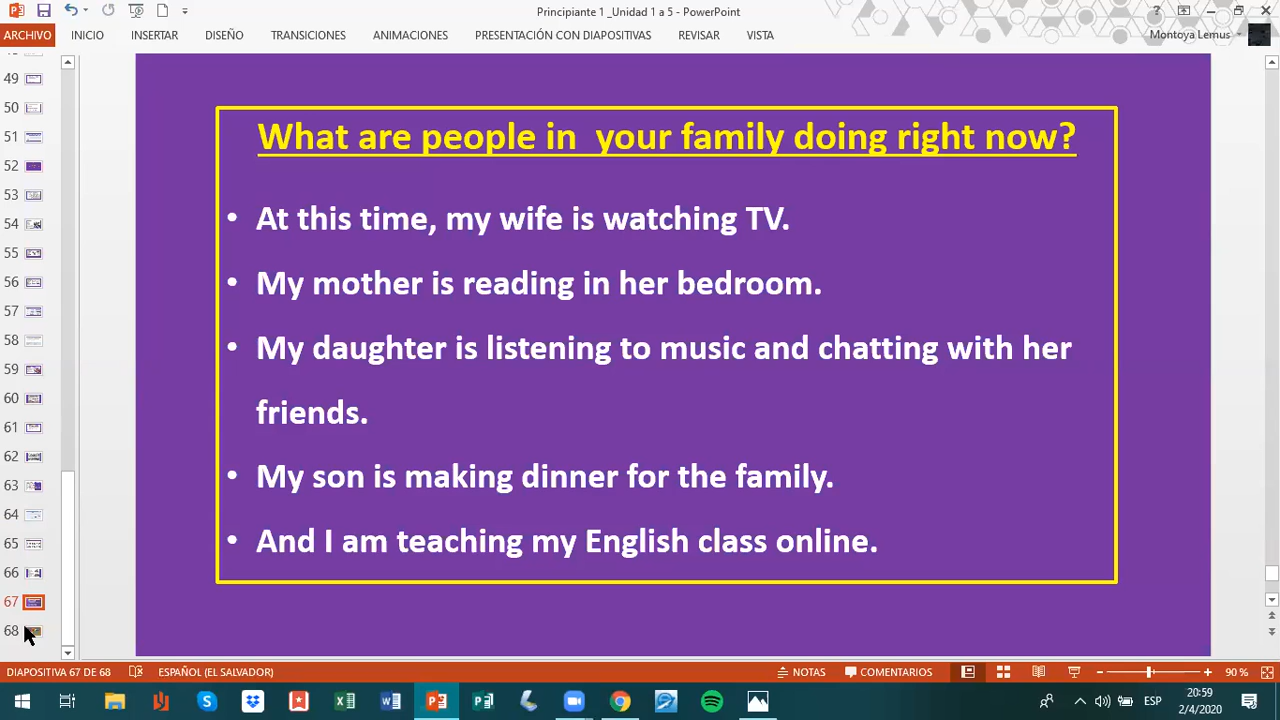 Principiante 1 _Unidad 1 a 5 - PowerPoint
ARCHIVO INICIO INSERTAR DISEÑO TRANSICIONES ANIMACIONES PRESENTACIÓN CON DIAPOSITIVAS REVISAR VISTA Montoya Lemus
What are people in your family doing right now?
• At this time, my wife is watching TV.
• My mother is reading in her bedroom.
• My daughter is listening to music and chatting with her
friends.
• My son is making dinner for the family.
• And I am teaching my English class online.
49
50
51
52
53
54
55
56
57
58
59
60
61
62
63
64
65
66
67
68
DIAPOSITIVA 67 DE 68 ESPAÑOL (EL SALVADOR) NOTAS COMENTARIOS 90 %
ESP
20:59
2/4/2020